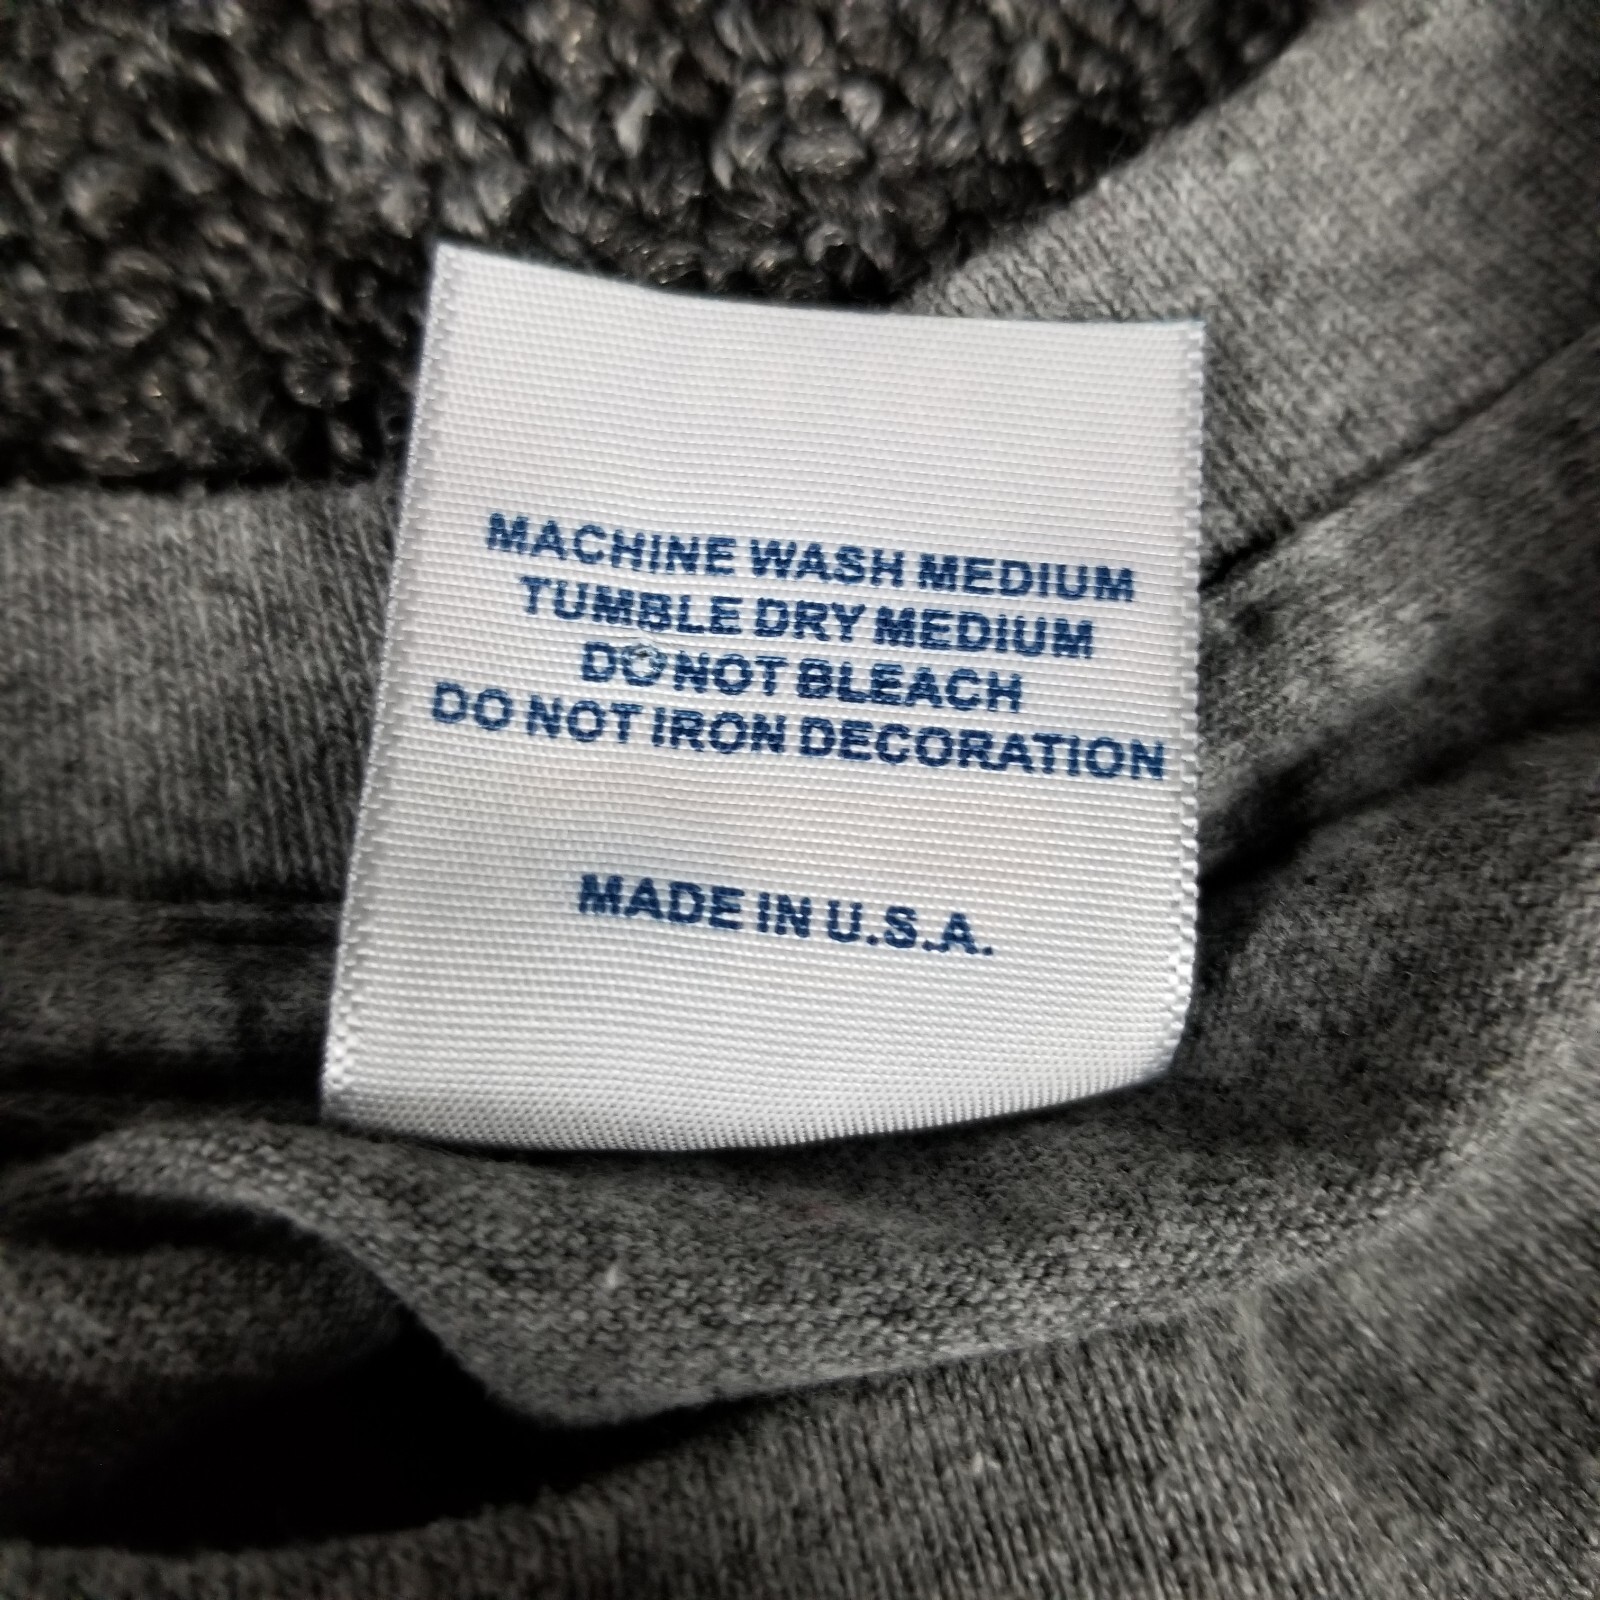 MACHINE WASH MEDIUM
TUMBLE DRY MEDIUM
DO NOT BLEACH
DO NOT IRON DECORATION
MADE IN U.S.A.